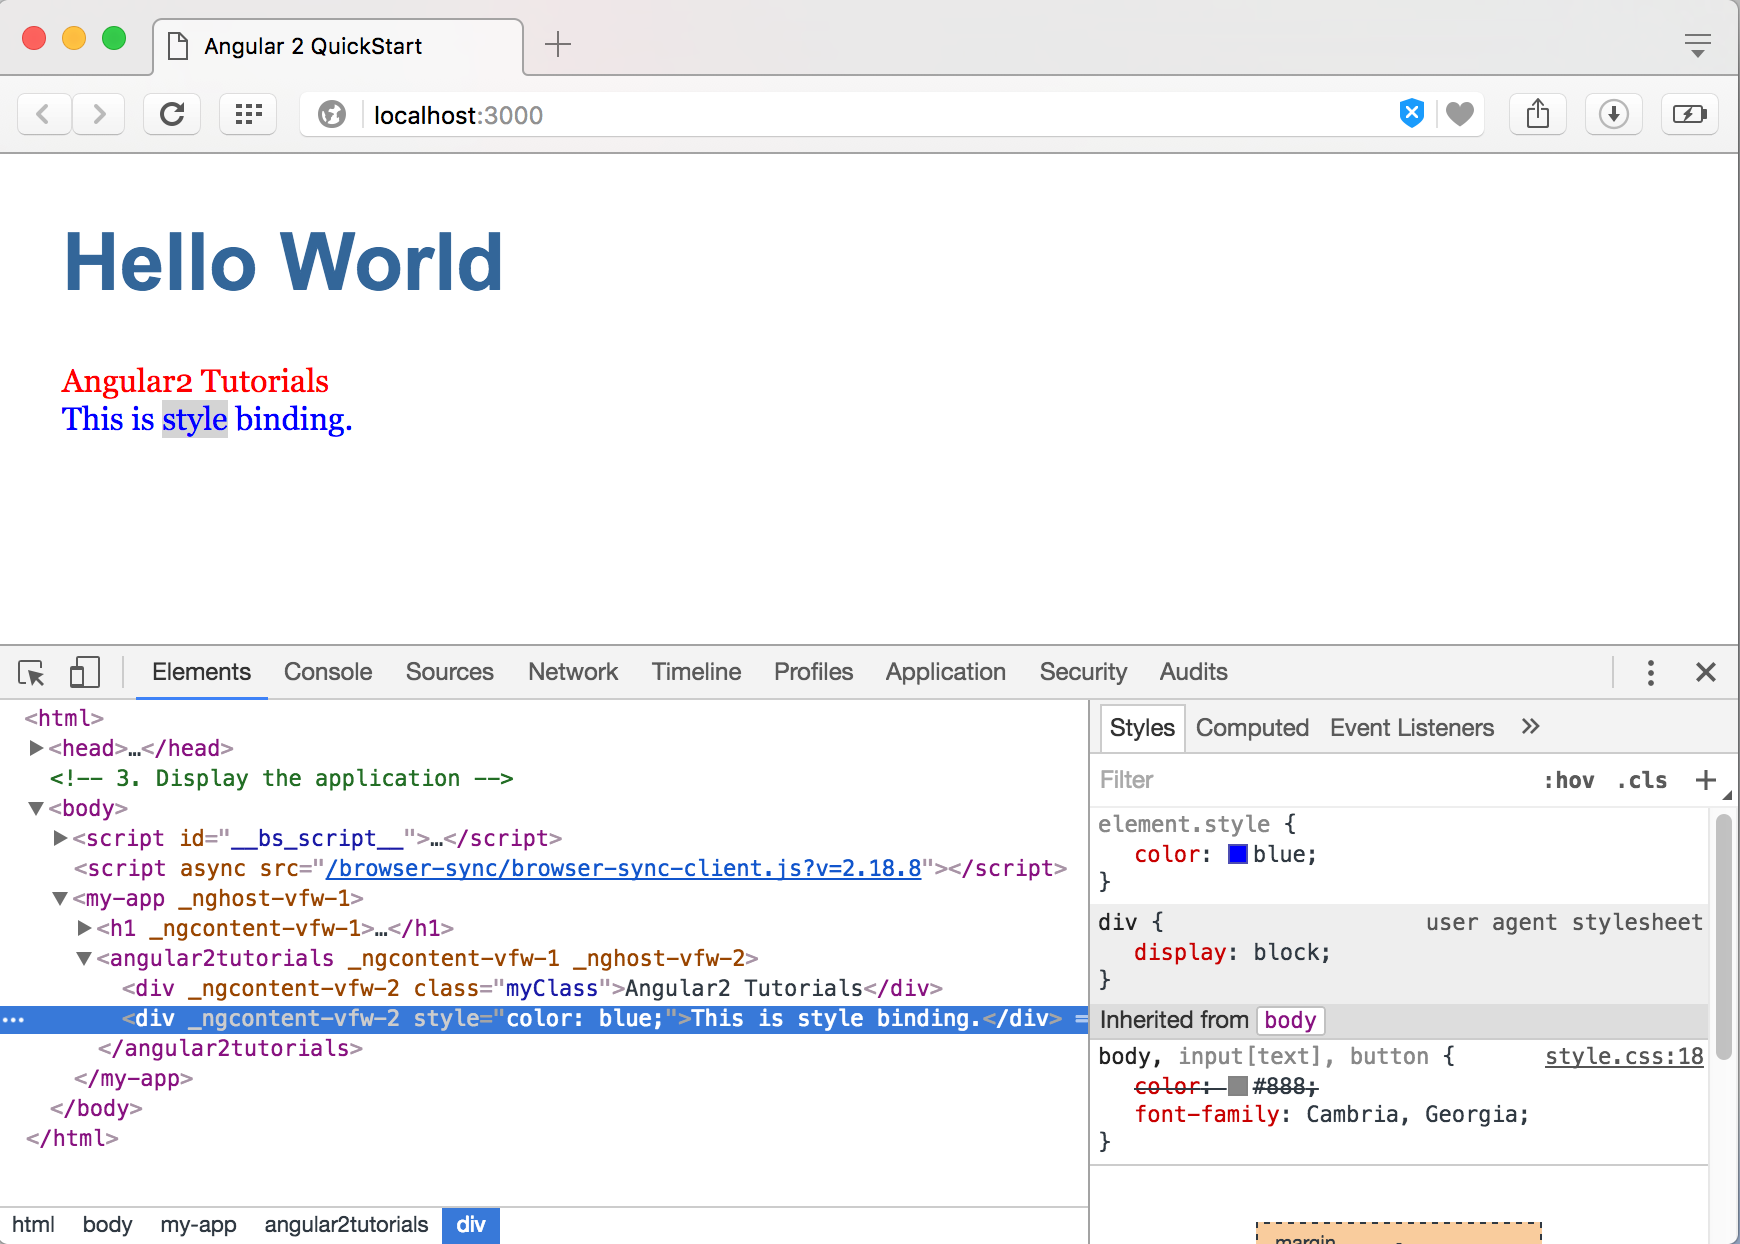 Angular 2 QuickStart
localhost:3000
Hello World
Angular2 Tutorials
This is style binding.
Elements Console Sources Network Timeline Profiles Application Security Audits
<html>
<head>…</head>
<!-- 3. Display the application -->
<body>
<script id="__bs_script__">…</script>
<script async src="/browser-sync/browser-sync-client.js?v=2.18.8"></script>
<my-app _nghost-vfw-1>
<h1 _ngcontent-vfw-1>…</h1>
<angular2tutorials _ngcontent-vfw-1 _nghost-vfw-2>
<div _ngcontent-vfw-2 class="myClass">Angular2 Tutorials</div>
… <div _ngcontent-vfw-2 style="color: blue;">This is style binding.</div> =
</angular2tutorials>
</my-app>
</body>
</html>
html body my-app angular2tutorials div
Styles Computed Event Listeners »
Filter :hov .cls +
element.style {
color: blue;
}
div { user agent stylesheet
display: block;
}
Inherited from body
body, input[text], button { style.css:18
color: #888;
font-family: Cambria, Georgia;
}
margin